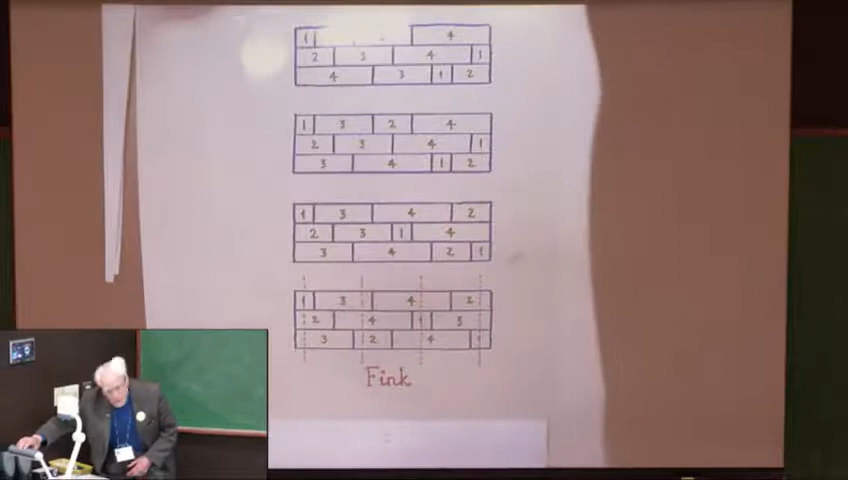 1 4
2 3 4 1
4 3 1 2
1 3 2 4
2 3 4 1
3 4 1 2
1 3 4 2
2 3 1 4
3 4 2 1
1 3 4 2
2 4 1 3
3 2 4 1
Fink